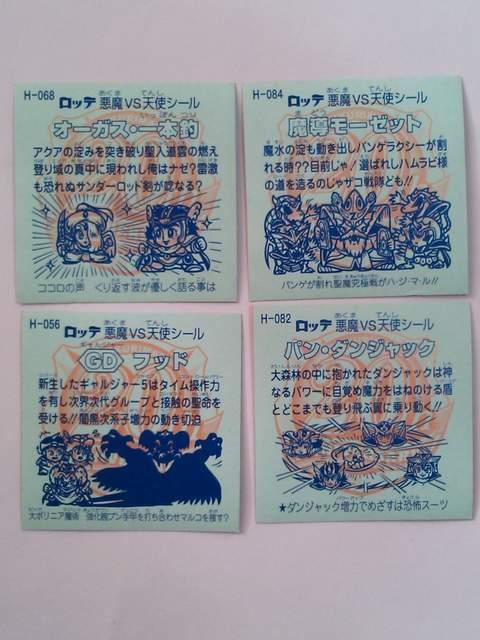 H-068
ロッテ 悪魔VS天使シール
オーガス・一本釣
アクアの淀みを突き破り聖入道雲の燃え
登り城の真中に現われし俺はナゼ?雷激
も恐れぬサンダーロッド剣が唸なる?
ココロの声 くり返す波が優しく語る事は
H-084
ロッテ 悪魔VS天使シール
魔導モーゼット
魔水の淀も動き出しパンゲラクシーが割
れる時??目前じゃ!選ばれしハムラビ様
の道を造るのじゃザコ戦隊ども!!
パンゲが割れ聖魔究極戦がハ・ジ・マ・ル!!
H-056
ロッテ 悪魔VS天使シール
GD フッド
新生したギャルジャー5はタイム操作力
を有し次界次代グループと接触の聖命を
受ける!!闇黒次系子増力の動き切迫
大ボリニア魔術 強化腕ブン手甲を打ち合わせマルコを捜す?
H-082
ロッテ 悪魔VS天使シール
パン・ダンジャック
大森林の中に抱かれたダンジャックは神
なるパワーに目覚め魔力をはねのける盾
とどこまでも登り飛ぶ翼に乗り動く!!
★ダンジャック増力でめざすは恐怖スーツ